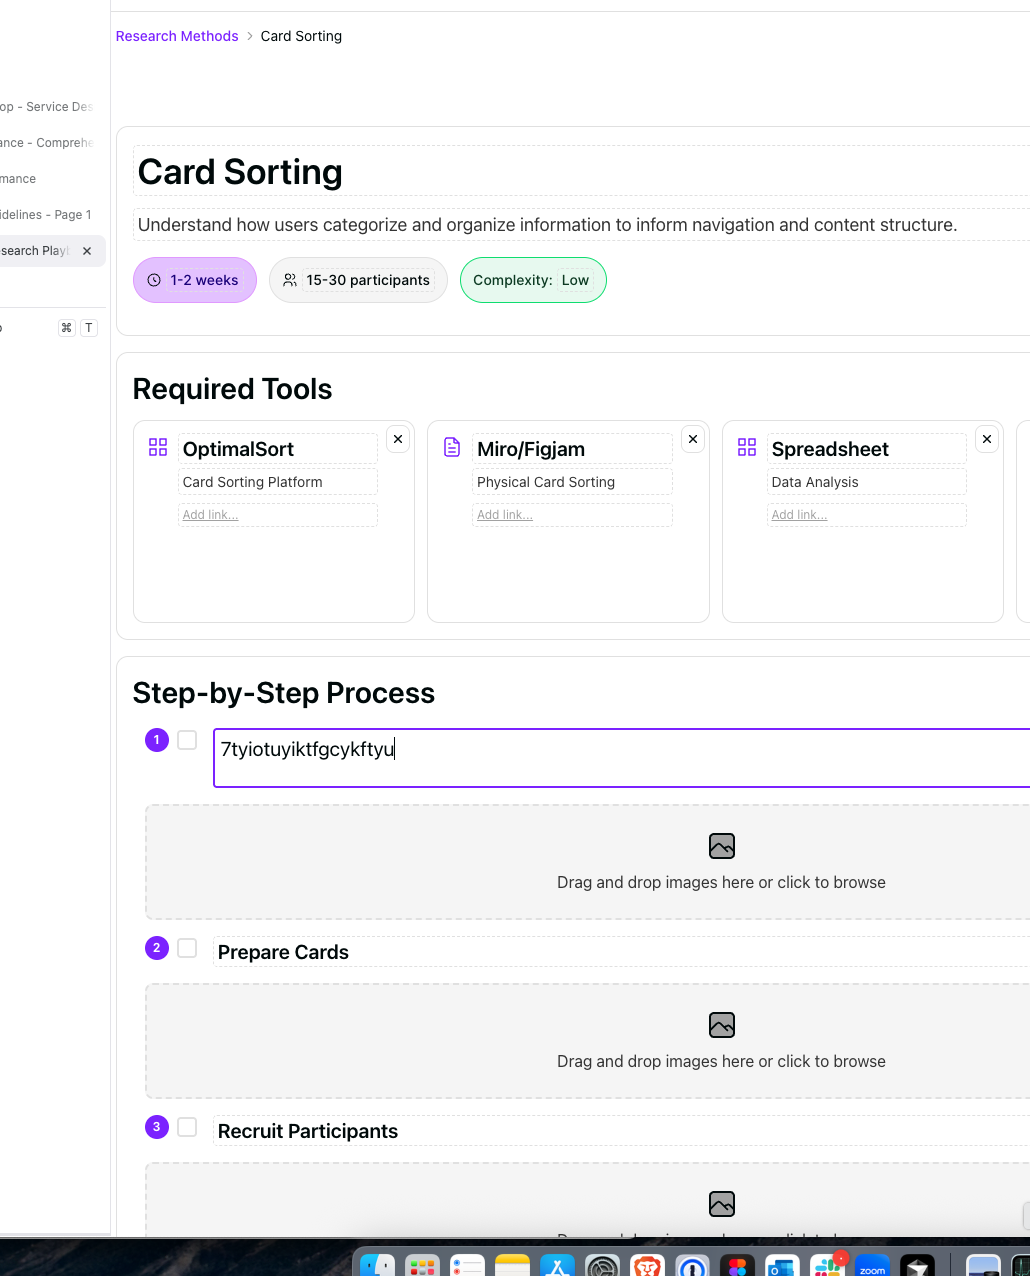 Research Methods > Card Sorting
op - Service Des
ance - Comprehe
mance
idelines - Page 1
search Playb
⌘ T
Card Sorting
Understand how users categorize and organize information to inform navigation and content structure.
1-2 weeks
15-30 participants
Complexity: Low
Required Tools
OptimalSort
Card Sorting Platform
Add link...
Miro/Figjam
Physical Card Sorting
Add link...
Spreadsheet
Data Analysis
Add link...
Step-by-Step Process
1
7tyiotuyiktfgcykftyu
Drag and drop images here or click to browse
2
Prepare Cards
Drag and drop images here or click to browse
3
Recruit Participants
zoom